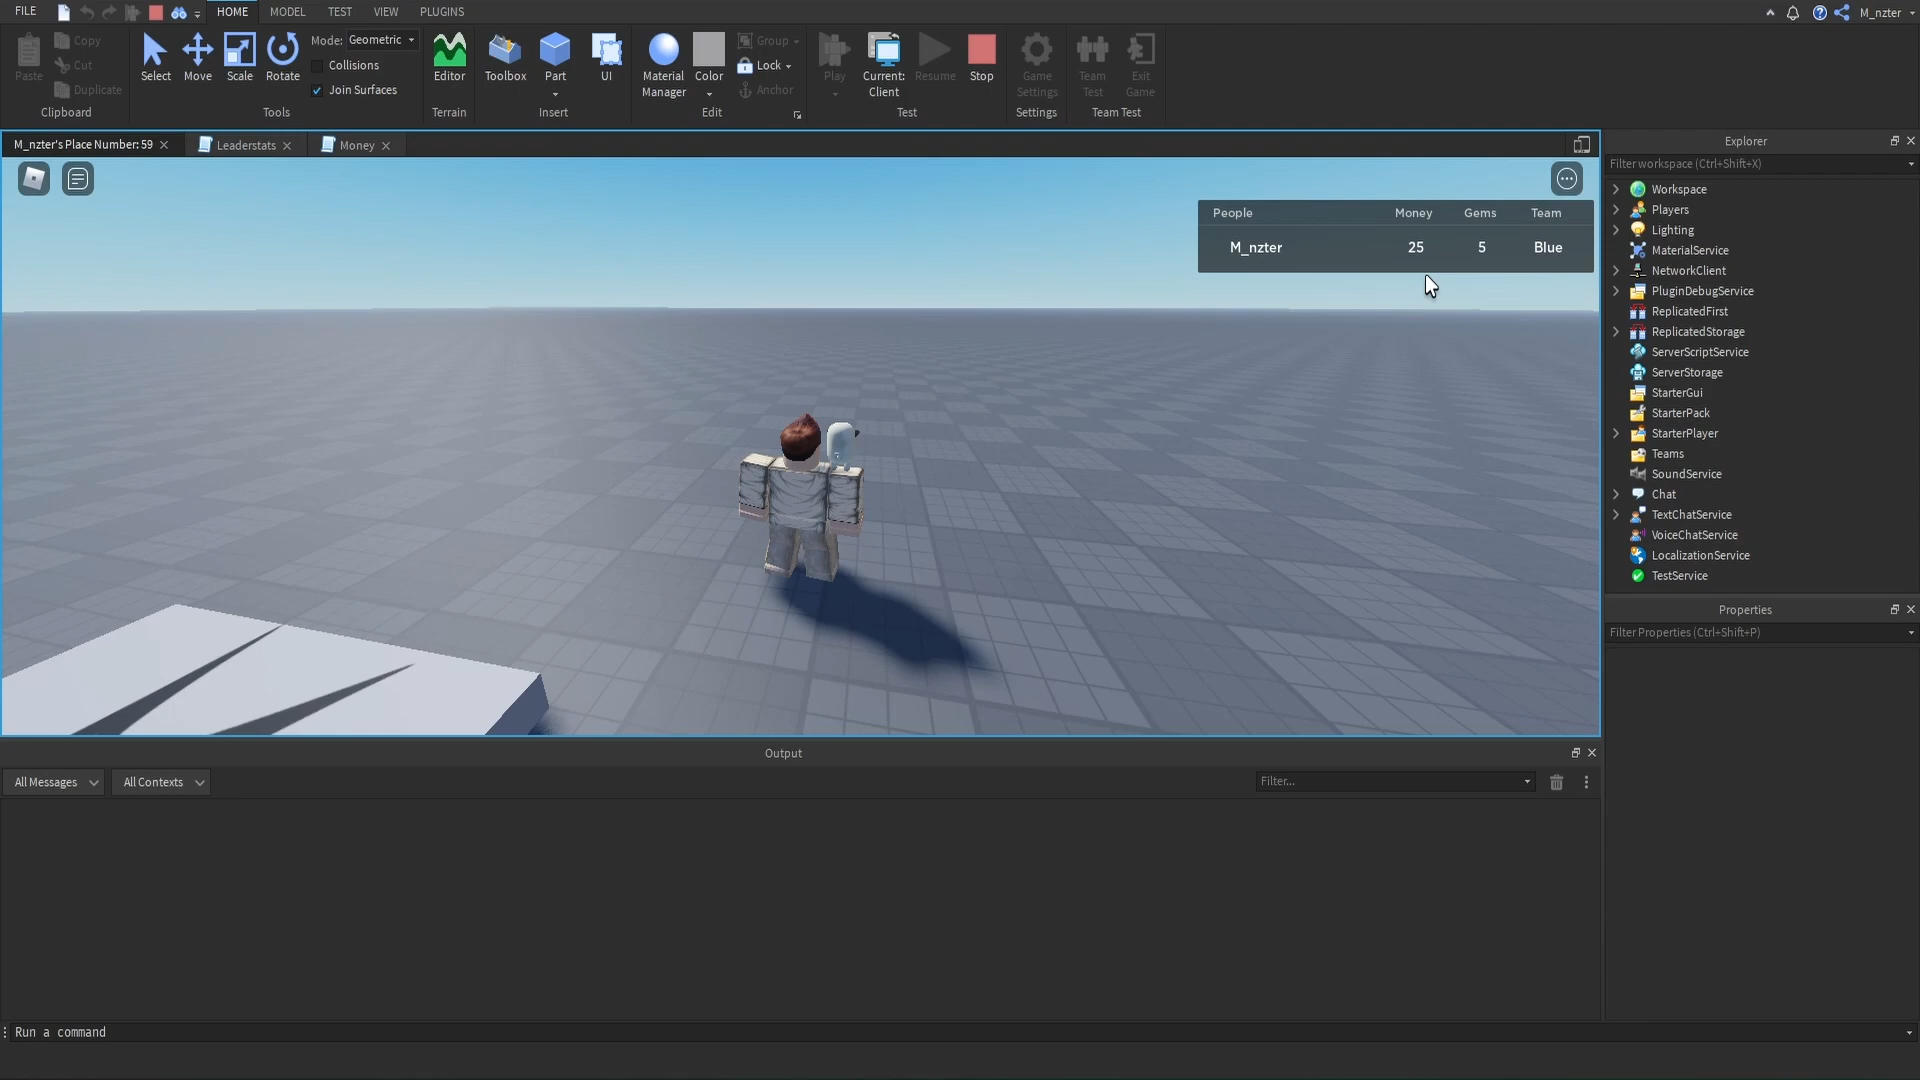 FILE
HOME
MODEL
TEST
VIEW
PLUGINS
M_nzter
Paste
Copy
Cut
Duplicate
Clipboard
Select
Move
Scale
Rotate
Mode: Geometric
Collisions
Join Surfaces
Tools
Editor
Terrain
Toolbox
Part
UI
Insert
Material
Manager
Color
Group
Lock
Anchor
Edit
Play
Current:
Client
Resume
Stop
Test
Game
Settings
Settings
Team
Test
Exit
Game
Team Test
M_nzter's Place Number: 59
Leaderstats
Money
People Money Gems Team
M_nzter 25 5 Blue
Explorer
Filter workspace (Ctrl+Shift+X)
Workspace
Players
Lighting
MaterialService
NetworkClient
PluginDebugService
ReplicatedFirst
ReplicatedStorage
ServerScriptService
ServerStorage
StarterGui
StarterPack
StarterPlayer
Teams
SoundService
Chat
TextChatService
VoiceChatService
LocalizationService
TestService
Properties
Filter Properties (Ctrl+Shift+P)
Output
All Messages
All Contexts
Filter...
Run a command